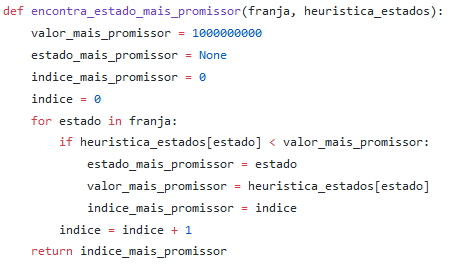 def encontra_estado_mais_promissor(franja, heuristica_estados):
    valor_mais_promissor = 1000000000
    estado_mais_promissor = None
    indice_mais_promissor = 0
    indice = 0
    for estado in franja:
        if heuristica_estados[estado] < valor_mais_promissor:
            estado_mais_promissor = estado
            valor_mais_promissor = heuristica_estados[estado]
            indice_mais_promissor = indice
        indice = indice + 1
    return indice_mais_promissor